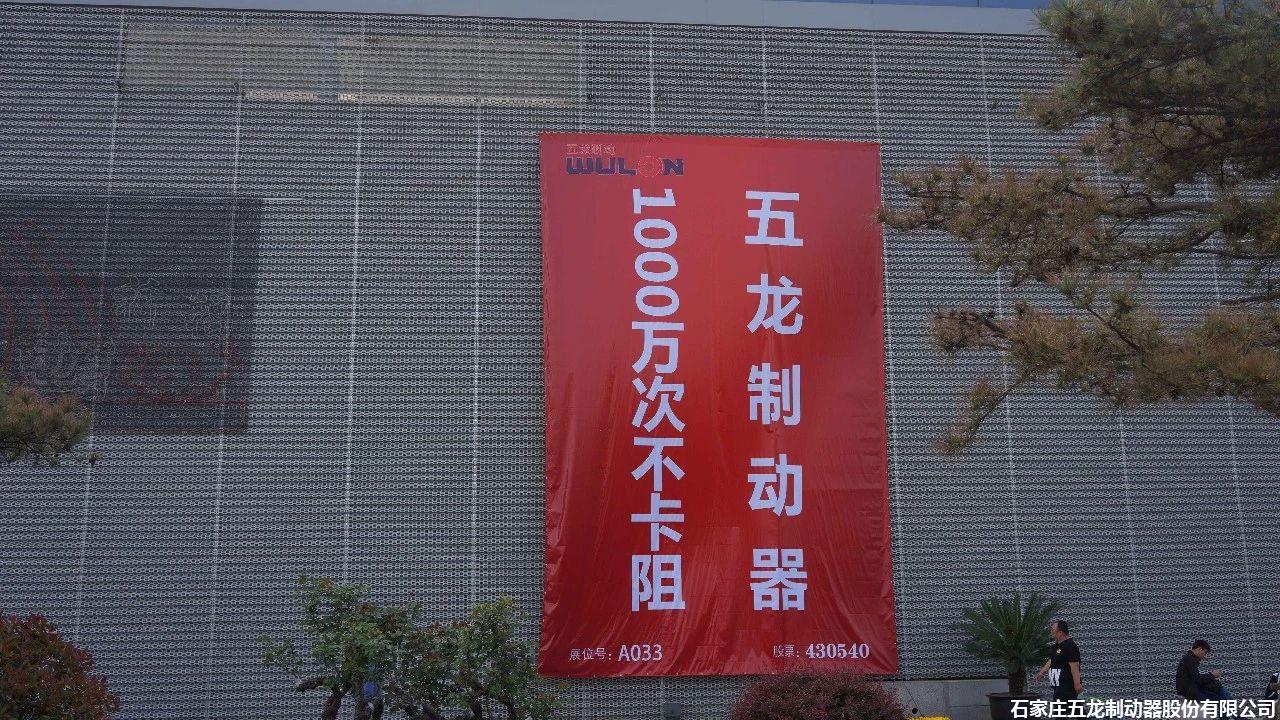 五龙制动
WULON
五龙制动器
1000万次不卡阻
展位号：A033
股票：430540
石家庄五龙制动器股份有限公司